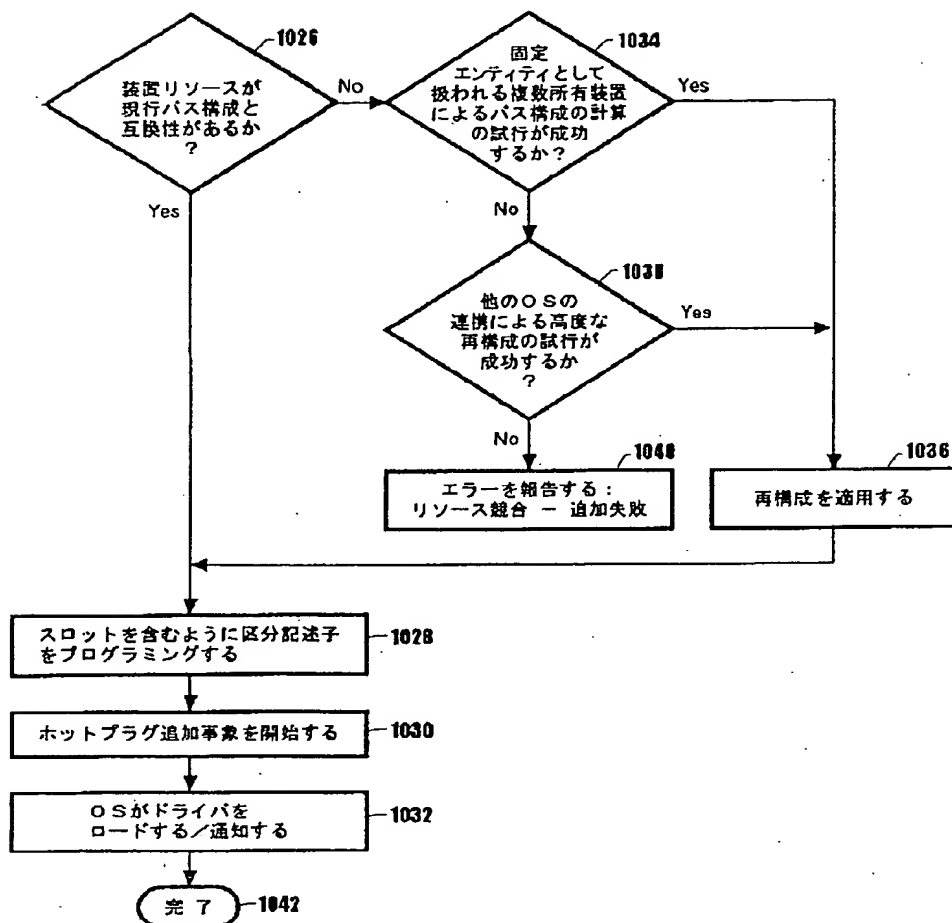 1026
装置リソースが
現行バス構成と
互換性があるか
?
No
Yes
1034
固定
エンティティとして
扱われる複数所有装置
によるバス構成の計算
の試行が成功
するか?
Yes
No
1038
他のOSの
連携による高度な
再構成の試行が
成功するか
?
Yes
No
1040
エラーを報告する:
リソース競合 ー 追加失敗
1036
再構成を適用する
スロットを含むように区分記述子
をプログラミングする
1028
ホットプラグ追加事象を開始する
1030
OSがドライバを
ロードする/通知する
1032
完了
1042